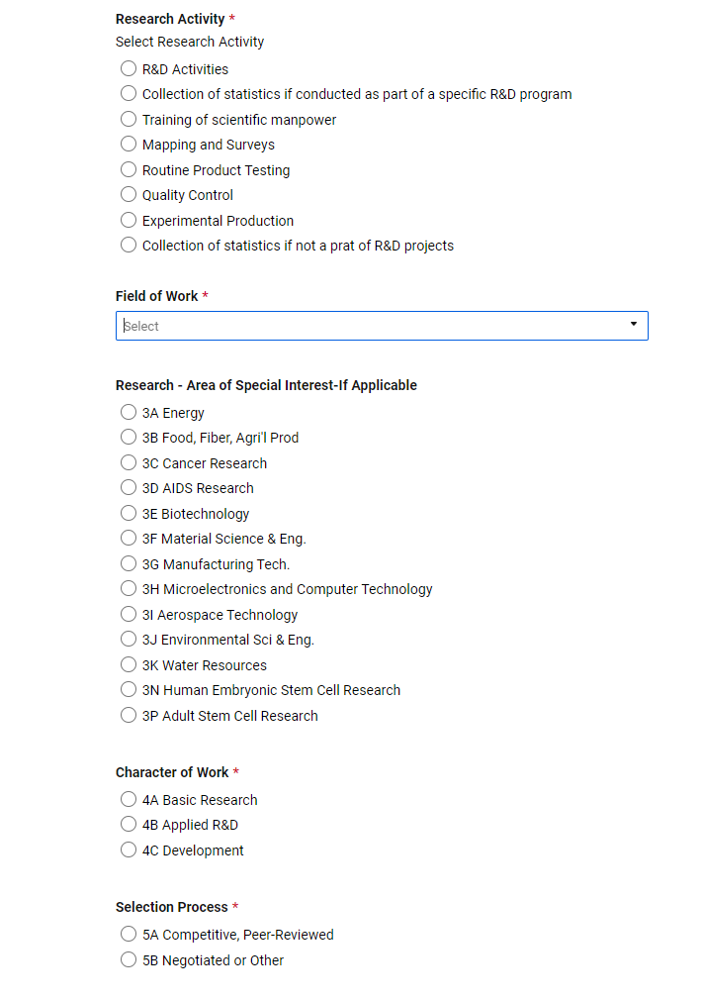 Research Activity *
Select Research Activity
R&D Activities
Collection of statistics if conducted as part of a specific R&D program
Training of scientific manpower
Mapping and Surveys
Routine Product Testing
Quality Control
Experimental Production
Collection of statistics if not a prat of R&D projects
Field of Work *
Select
Research - Area of Special Interest-If Applicable
3A Energy
3B Food, Fiber, Agri'l Prod
3C Cancer Research
3D AIDS Research
3E Biotechnology
3F Material Science & Eng.
3G Manufacturing Tech.
3H Microelectronics and Computer Technology
3I Aerospace Technology
3J Environmental Sci & Eng.
3K Water Resources
3N Human Embryonic Stem Cell Research
3P Adult Stem Cell Research
Character of Work *
4A Basic Research
4B Applied R&D
4C Development
Selection Process *
5A Competitive, Peer-Reviewed
5B Negotiated or Other